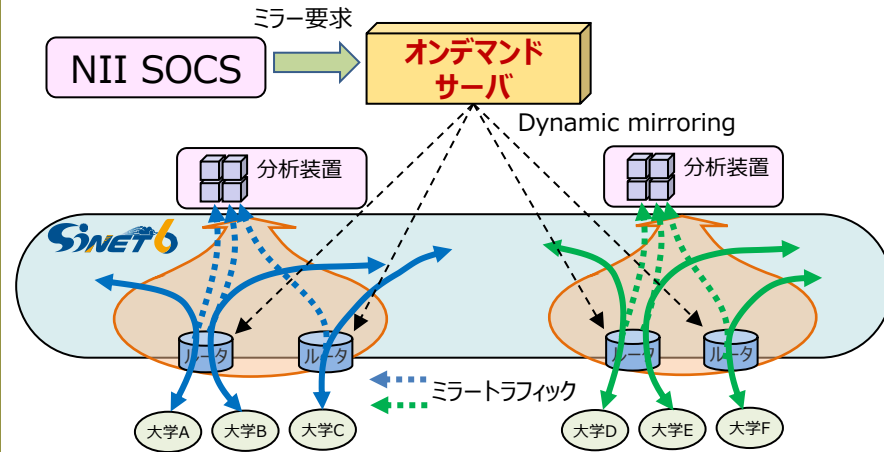 ミラー要求
NII SOCS
オンデマンド
サーバ
Dynamic mirroring
分析装置
分析装置
SINET6
ルータ
ルータ
ルータ
ルータ
ミラートラフィック
大学A
大学B
大学C
大学D
大学E
大学F